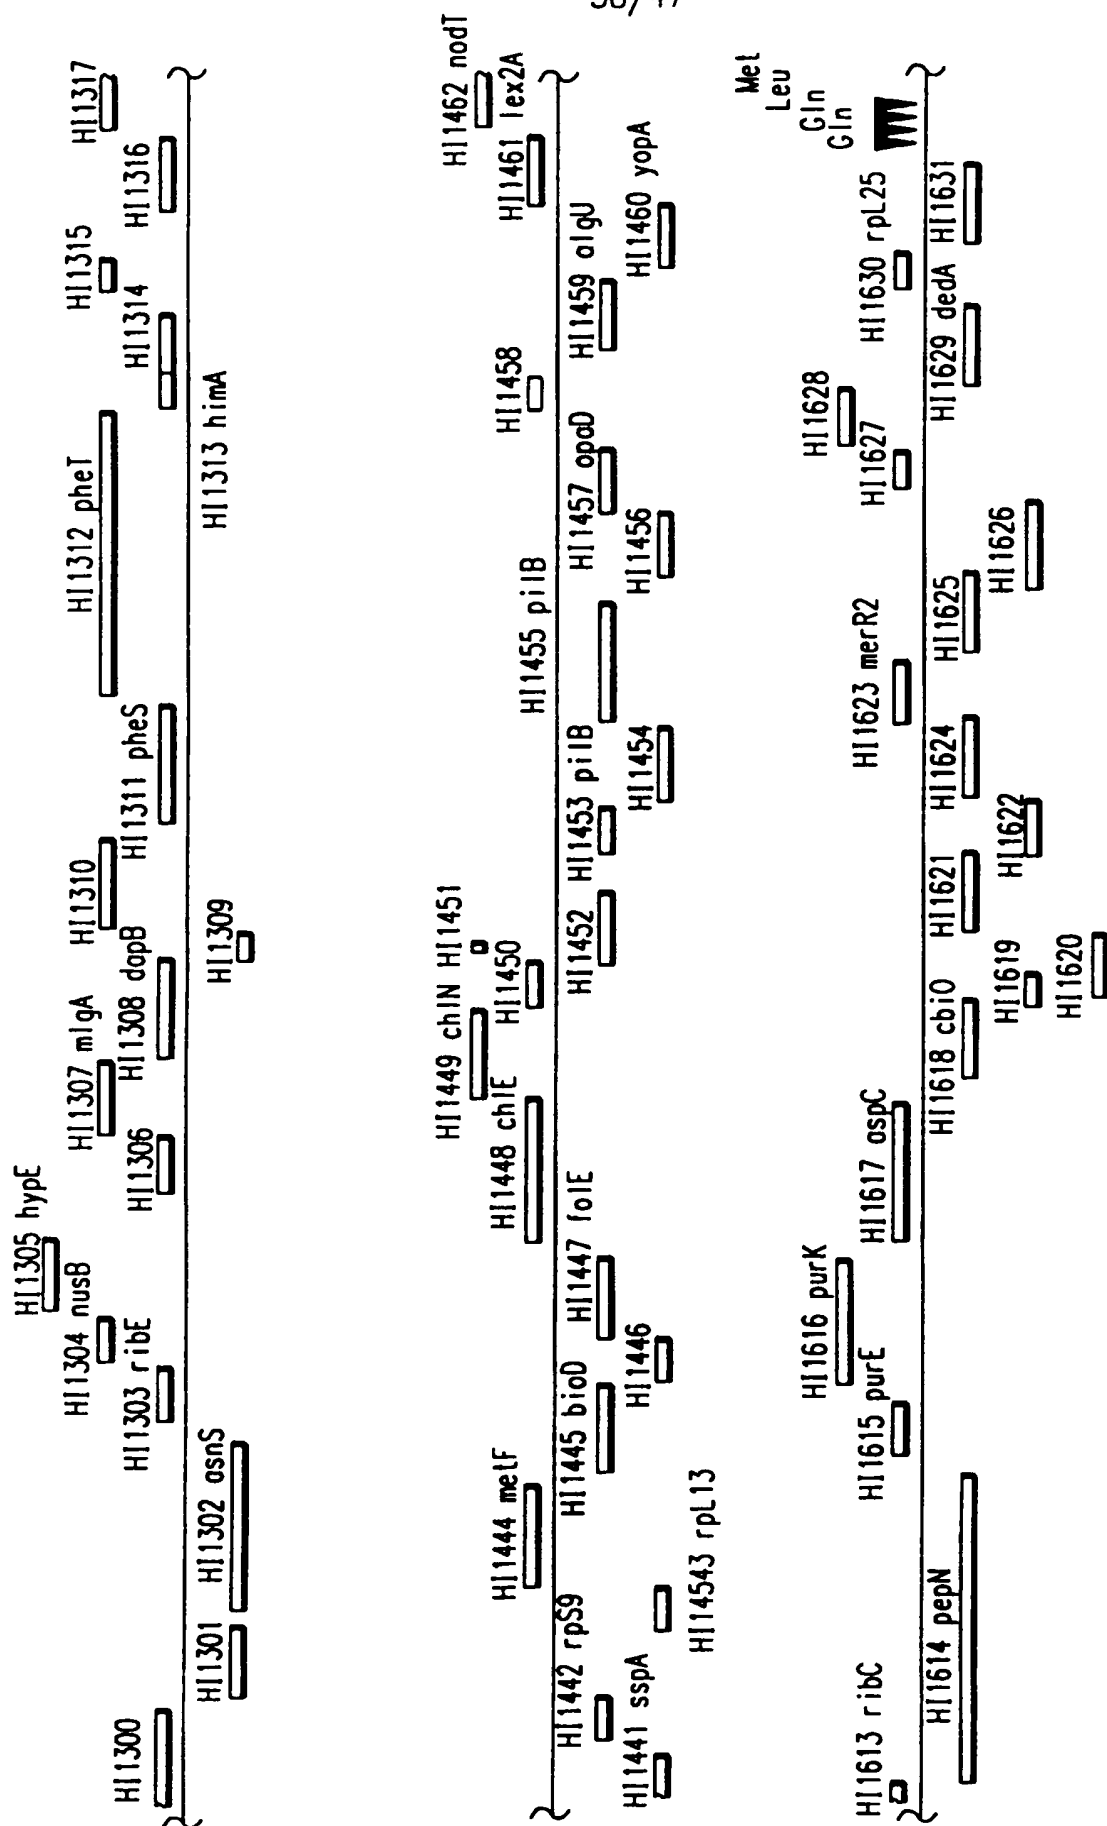 HI1300
HI1301
HI1302 asnS
HI1303 ribE
HI1304 nusB
HI1305 hypE
HI1306
HI1307 mlgA
HI1308 dapB
HI1309
HI1310
HI1311 pheS
HI1312 pheT
HI1313 himA
HI1314
HI1315
HI1316
HI1317
HI1441 sspA
HI1442 rpS9
HI14543 rpL13
HI1444 metF
HI1445 bioD
HI1446
HI1447 folE
HI1448 chlE
HI1449 chlN
HI1450
HI1451
HI1452
HI1453 pilB
HI1454
HI1455 pilB
HI1456
HI1457 opaD
HI1458
HI1459 algU
HI1460 yopA
HI1461 lex2A
HI1462 nodT
HI1613 ribC
HI1614 pepN
HI1615 purE
HI1616 purK
HI1617 aspC
HI1618 cbiO
HI1619
HI1620
HI1621
HI1622
HI1624
HI1623 merR2
HI1625
HI1626
HI1627
HI1628
HI1629 dedA
HI1630 rpL25
HI1631
Gln
Gln
Leu
Met